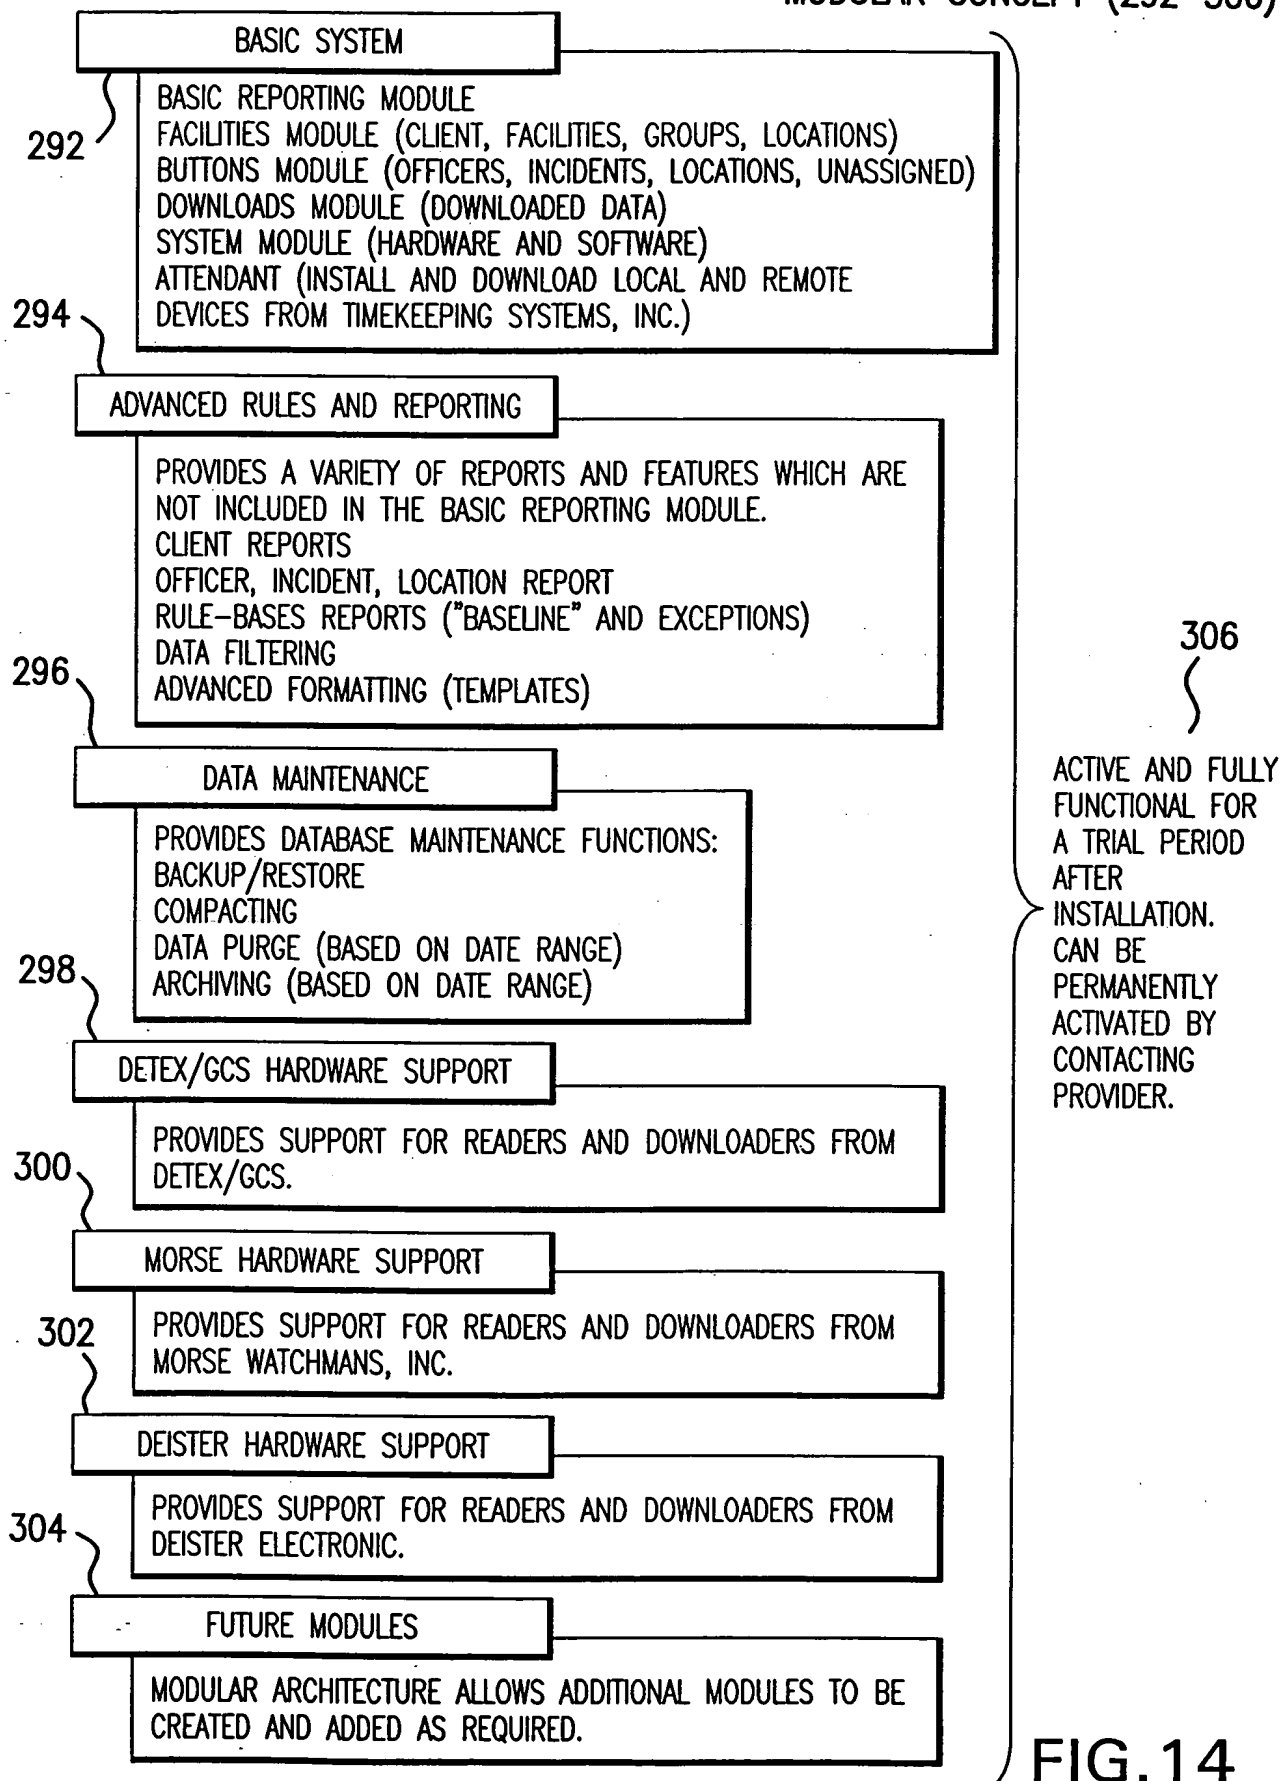 MODULAR CONCEPT (292-306)
BASIC SYSTEM
292
BASIC REPORTING MODULE
FACILITIES MODULE (CLIENT, FACILITIES, GROUPS, LOCATIONS)
BUTTONS MODULE (OFFICERS, INCIDENTS, LOCATIONS, UNASSIGNED)
DOWNLOADS MODULE (DOWNLOADED DATA)
SYSTEM MODULE (HARDWARE AND SOFTWARE)
ATTENDANT (INSTALL AND DOWNLOAD LOCAL AND REMOTE
DEVICES FROM TIMEKEEPING SYSTEMS, INC.)
294
ADVANCED RULES AND REPORTING
PROVIDES A VARIETY OF REPORTS AND FEATURES WHICH ARE
NOT INCLUDED IN THE BASIC REPORTING MODULE.
CLIENT REPORTS
OFFICER, INCIDENT, LOCATION REPORT
RULE-BASES REPORTS ("BASELINE" AND EXCEPTIONS)
DATA FILTERING
ADVANCED FORMATTING (TEMPLATES)
296
DATA MAINTENANCE
PROVIDES DATABASE MAINTENANCE FUNCTIONS:
BACKUP/RESTORE
COMPACTING
DATA PURGE (BASED ON DATE RANGE)
ARCHIVING (BASED ON DATE RANGE)
298
DETEX/GCS HARDWARE SUPPORT
PROVIDES SUPPORT FOR READERS AND DOWNLOADERS FROM
DETEX/GCS.
300
MORSE HARDWARE SUPPORT
PROVIDES SUPPORT FOR READERS AND DOWNLOADERS FROM
MORSE WATCHMANS, INC.
302
DEISTER HARDWARE SUPPORT
PROVIDES SUPPORT FOR READERS AND DOWNLOADERS FROM
DEISTER ELECTRONIC.
304
FUTURE MODULES
MODULAR ARCHITECTURE ALLOWS ADDITIONAL MODULES TO BE
CREATED AND ADDED AS REQUIRED.
306
ACTIVE AND FULLY
FUNCTIONAL FOR
A TRIAL PERIOD
AFTER
INSTALLATION.
CAN BE
PERMANENTLY
ACTIVATED BY
CONTACTING
PROVIDER.
FIG.14